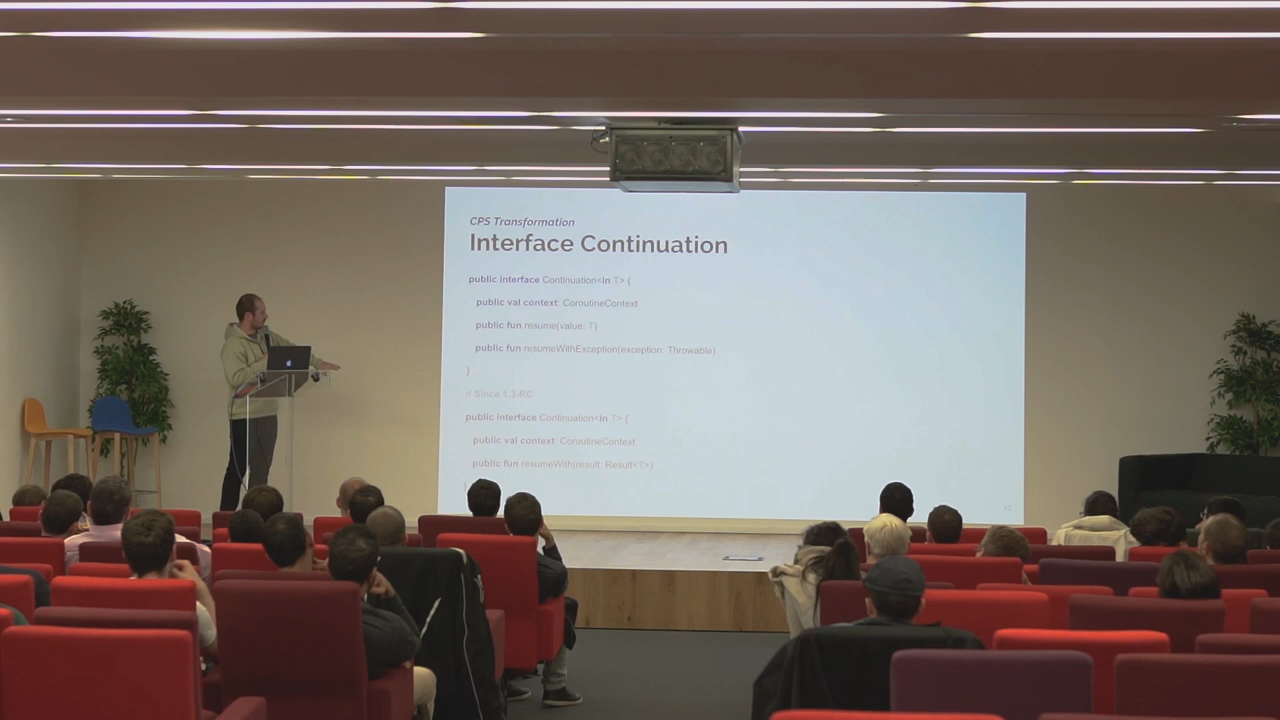 CPS Transformation
Interface Continuation
public interface Continuation<in T> {
public val context: CoroutineContext
public fun resume(value: T)
public fun resumeWithException(exception: Throwable)
}
// Since 1.3-RC
public interface Continuation<in T> {
public val context: CoroutineContext
public fun resumeWith(result: Result<T>)